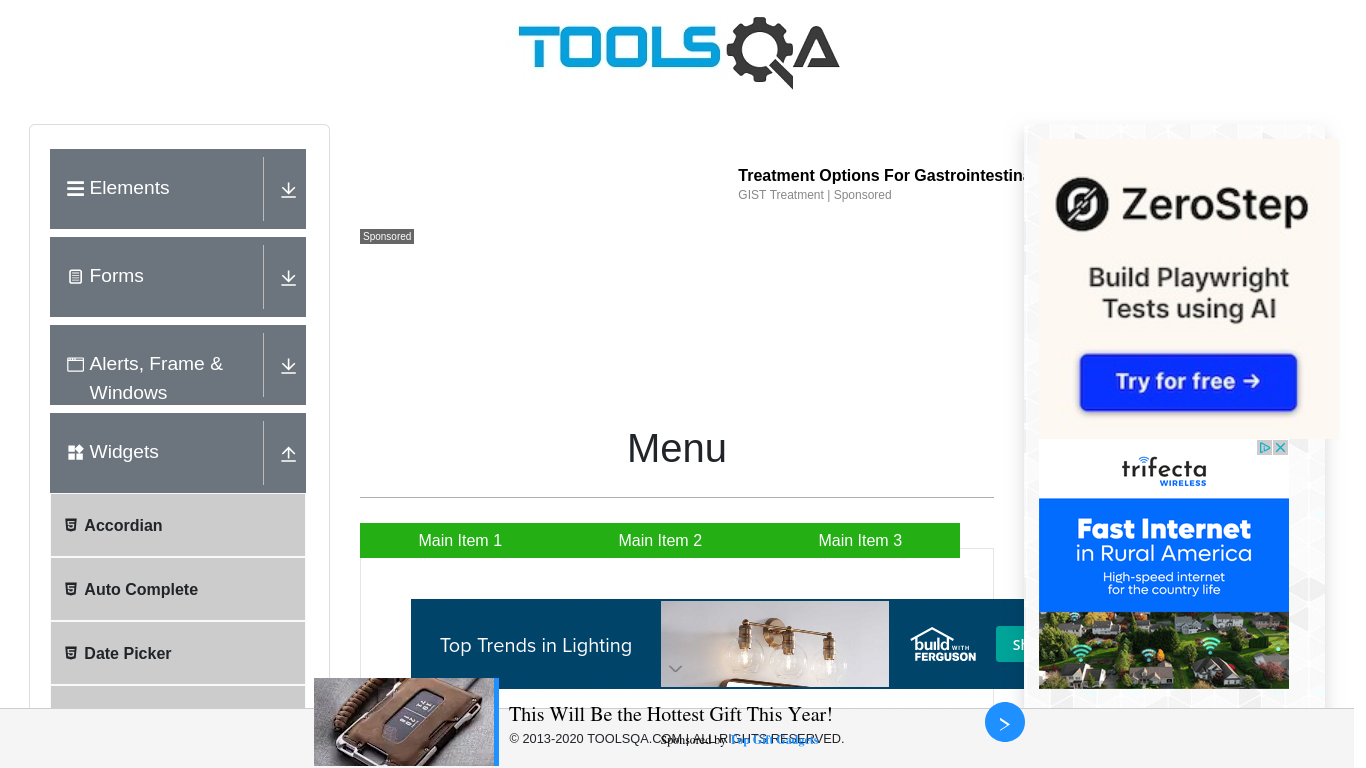 TOOLSQA
Elements
Forms
Alerts, Frame &
Windows
Widgets
Accordian
Auto Complete
Date Picker
Treatment Options For Gastrointestina
GIST Treatment | Sponsored
Sponsored
Menu
Main Item 1
Main Item 2
Main Item 3
Top Trends in Lighting
build WITH
FERGUSON
Sh
ZeroStep
Build Playwright
Tests using AI
Try for free →
trifecta
WIRELESS
Fast Internet
in Rural America
High-speed internet
for the country life
This Will Be the Hottest Gift This Year!
© 2013-2020 TOOLSQA.COM | ALL RIGHTS RESERVED.
Sponsored by Top Gift Gadgets